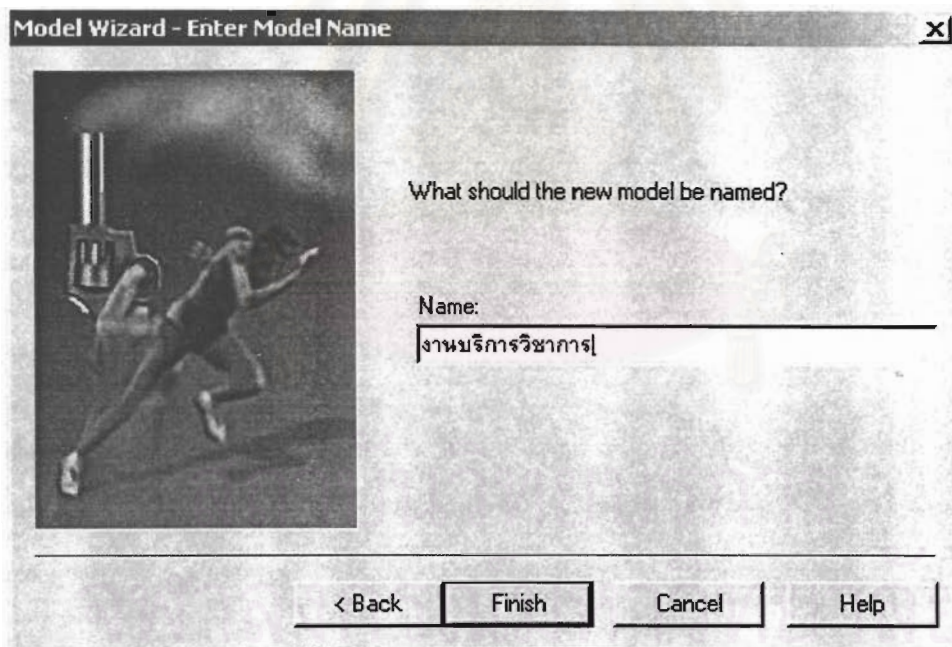 Model Wizard - Enter Model Name
What should the new model be named?
Name:
งานบริการวิชาการ
< Back Finish Cancel Help